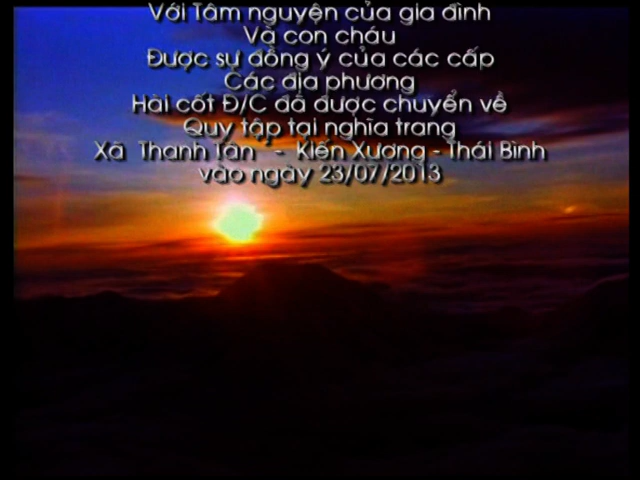 Với Tâm nguyện của gia đình
Và con cháu
Được sự đồng ý của các cấp
Các địa phương
Hài cốt Đ/C đã được chuyển về
Quy tập tại nghĩa trang
Xã Thanh Tân - Kiến Xương - Thái Bình
vào ngày 23/07/2013